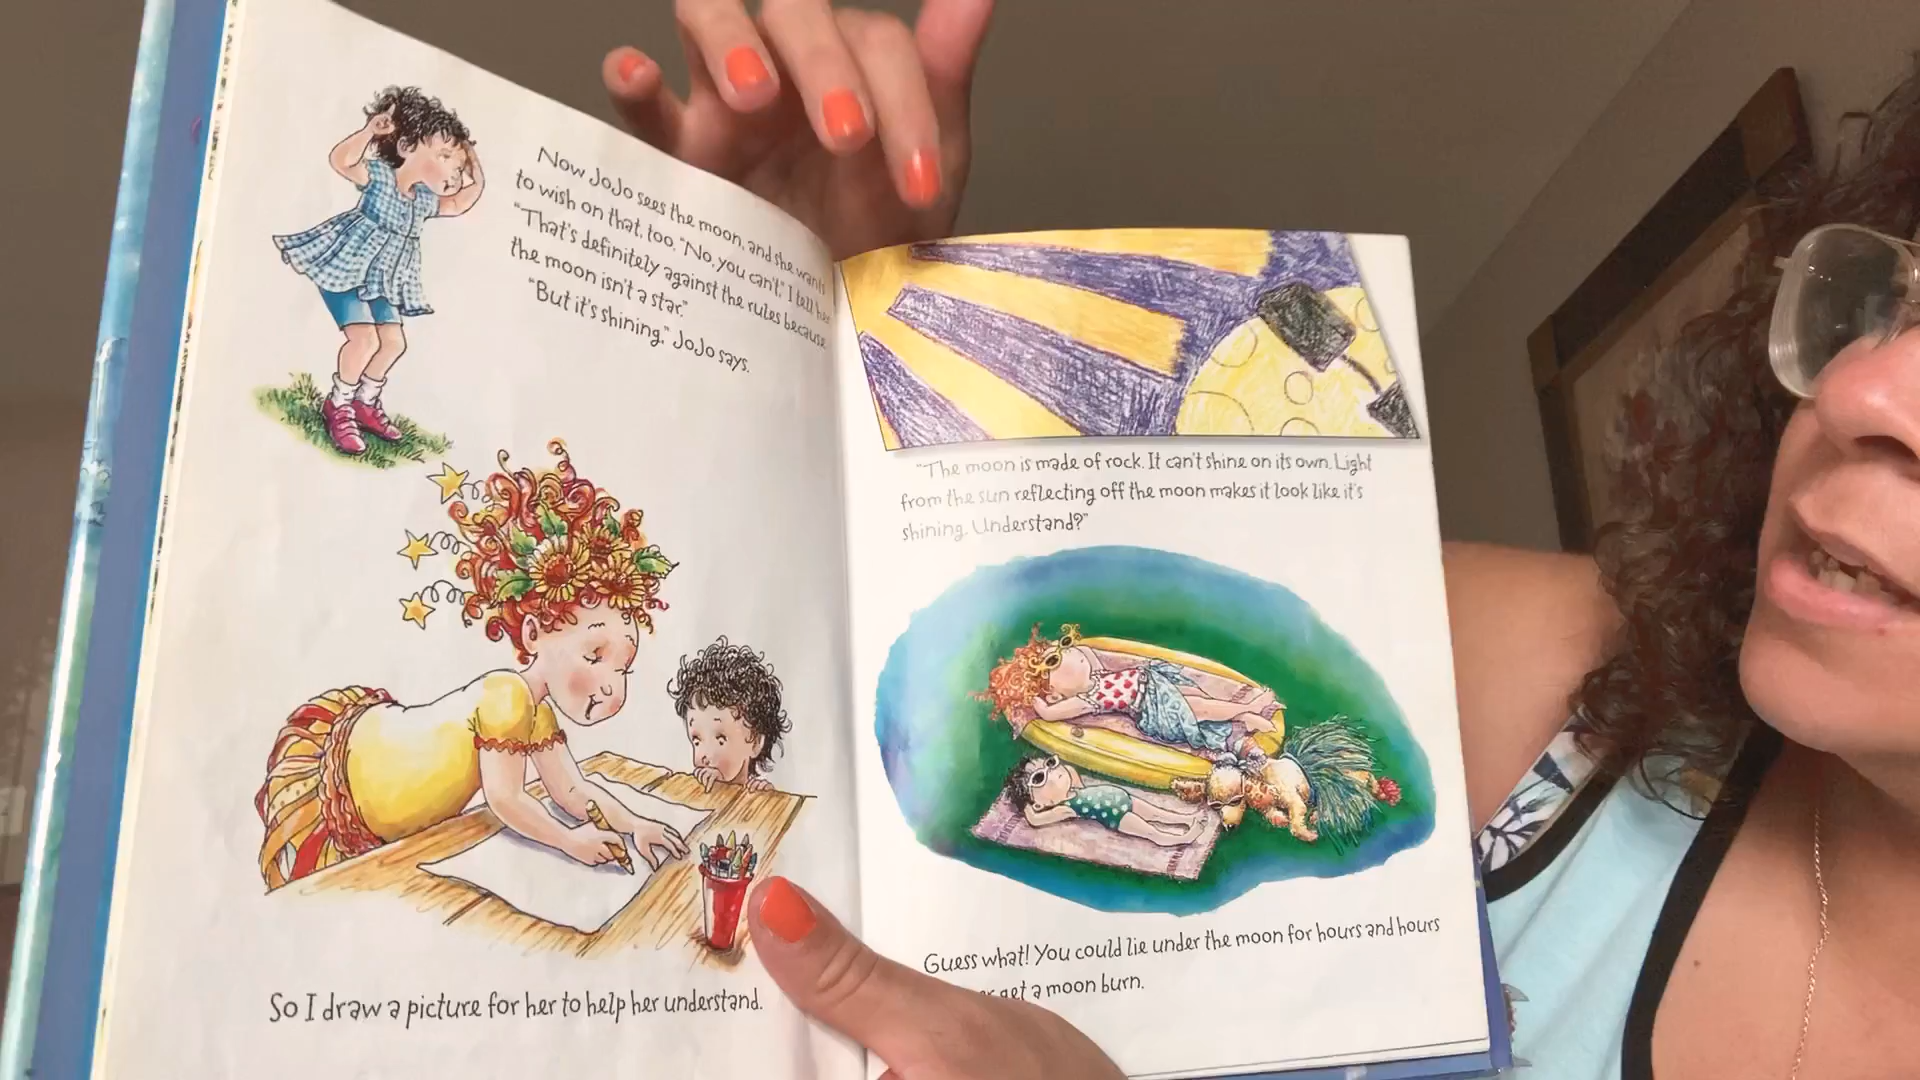 Now JoJo sees the moon, and she wants
to wish on that, too. "No, you can't," I tell her.
"That's definitely against the rules because
the moon isn't a star."
"But it's shining," JoJo says.
So I draw a picture for her to help her understand.
"The moon is made of rock. It can't shine on its own. Light
from the sun reflecting off the moon makes it look like it's
shining. Understand?"
Guess what! You could lie under the moon for hours and hours
get a moon burn.